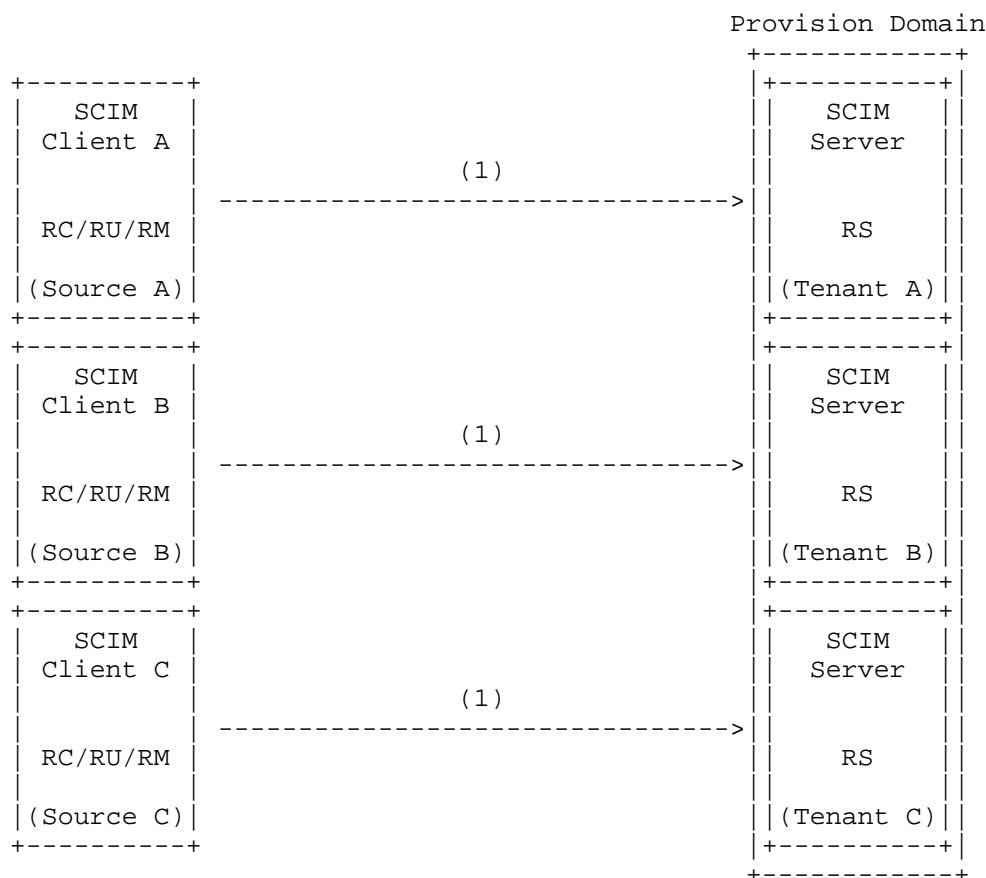 Provision Domain
SCIM SCIM
Client A Server
(1)
RC/RU/RM RS
(Source A) (Tenant A)
SCIM SCIM
Client B Server
(1)
RC/RU/RM RS
(Source B) (Tenant B)
SCIM SCIM
Client C Server
(1)
RC/RU/RM RS
(Source C) (Tenant C)